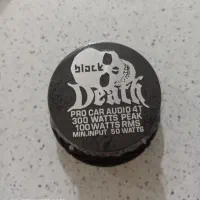 black
Death
PRO CAR AUDIO 4T
300 WATTS PEAK
100 WATTS RMS
MIN.INPUT 50 WATTS